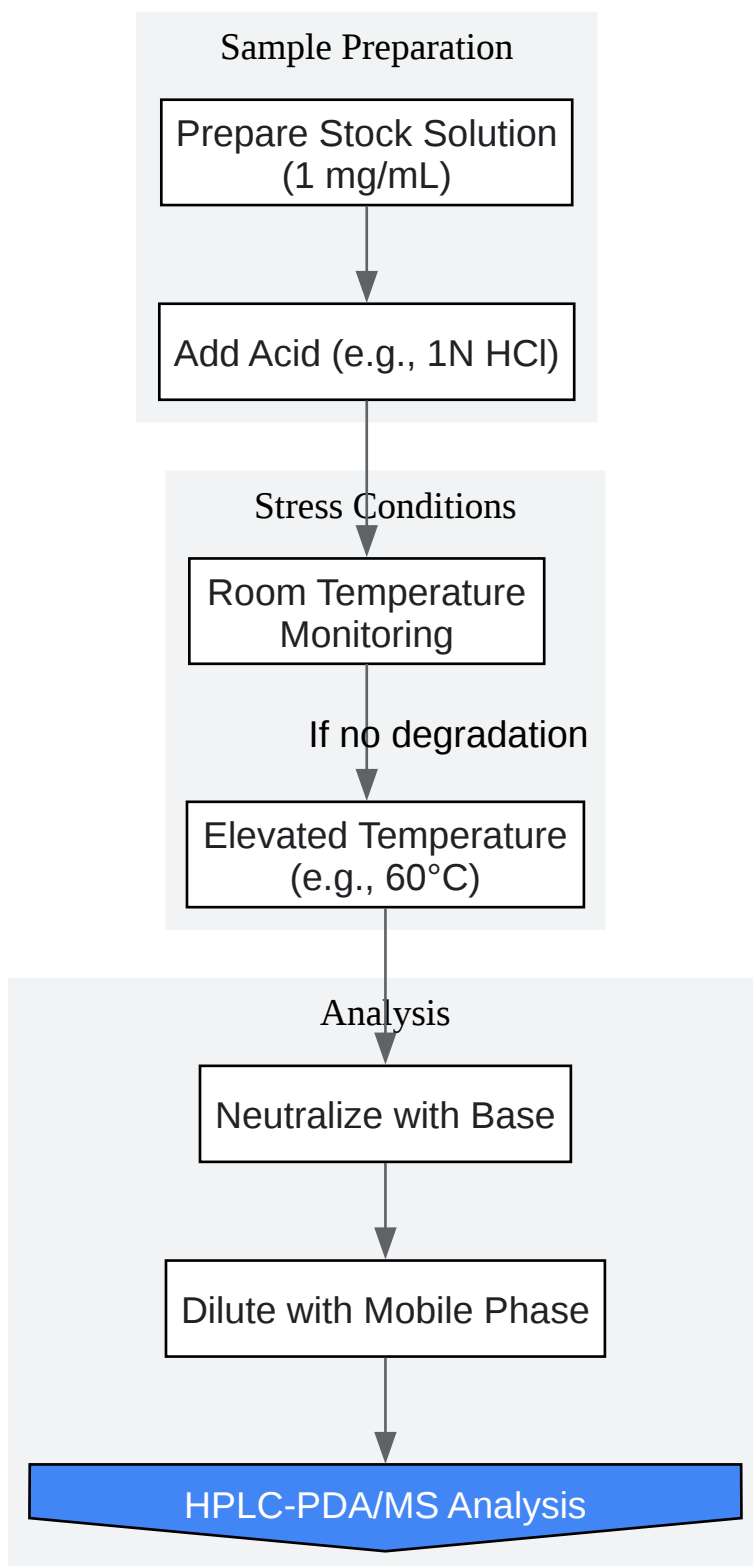 Sample Preparation
Prepare Stock Solution
(1 mg/mL)
Add Acid (e.g., 1N HCl)
Stress Conditions
Room Temperature
Monitoring
If no degradation
Elevated Temperature
(e.g., 60°C)
Analysis
Neutralize with Base
Dilute with Mobile Phase
HPLC-PDA/MS Analysis